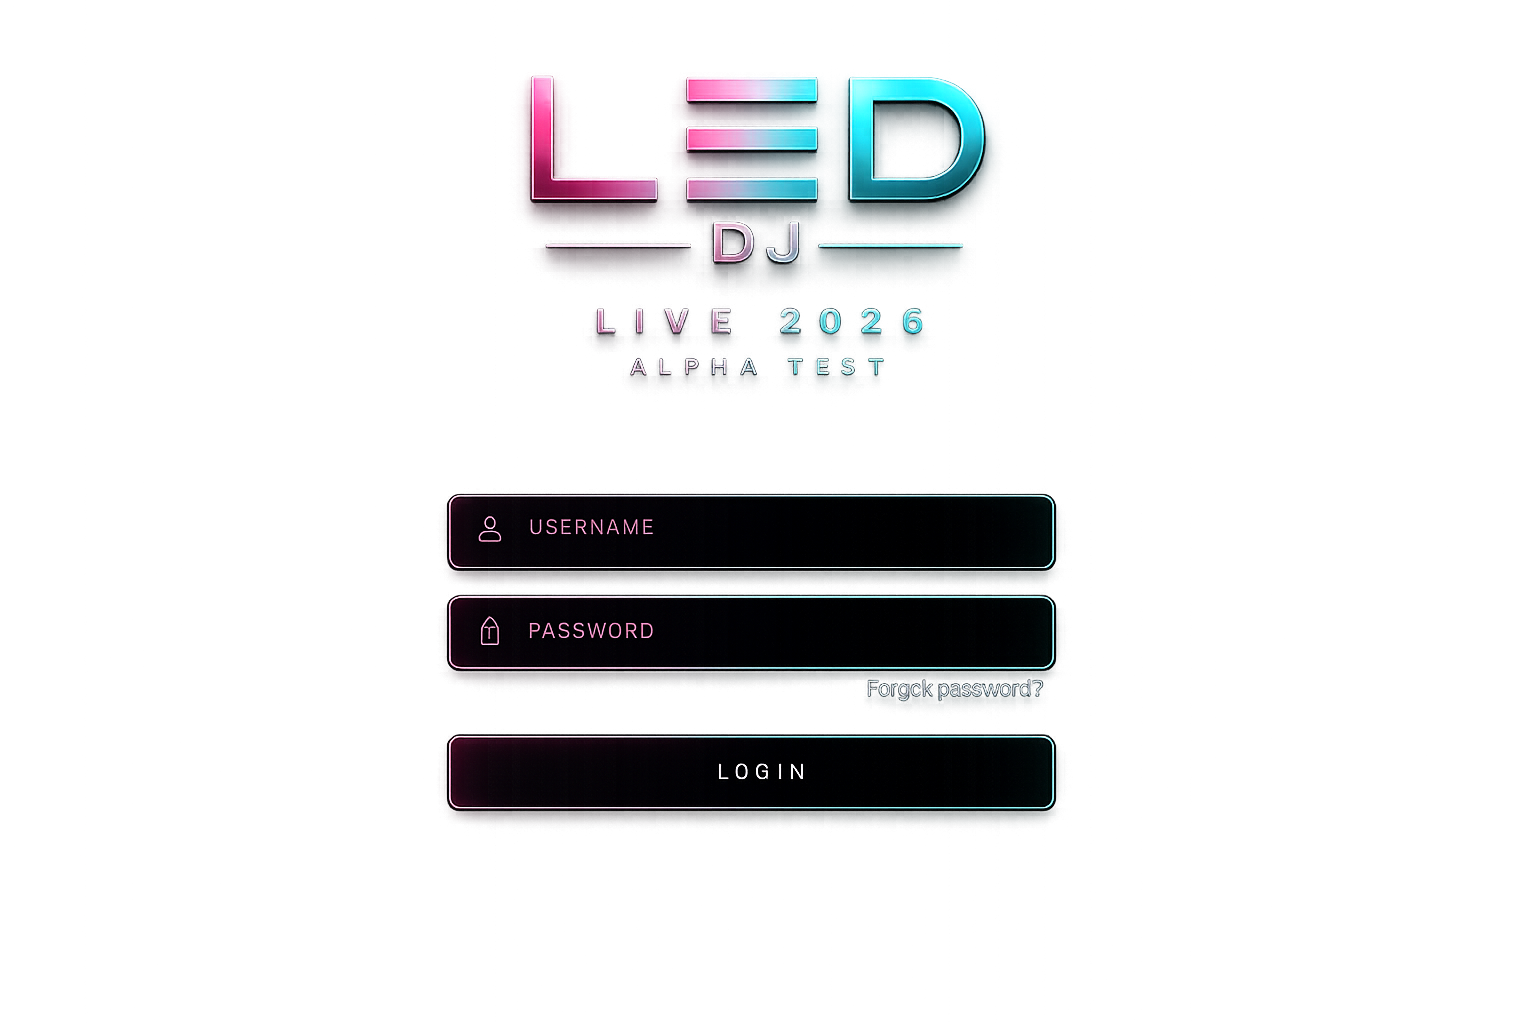 LED
DJ
LIVE 2026
ALPHA TEST
USERNAME
PASSWORD
Forgck password?
LOGIN